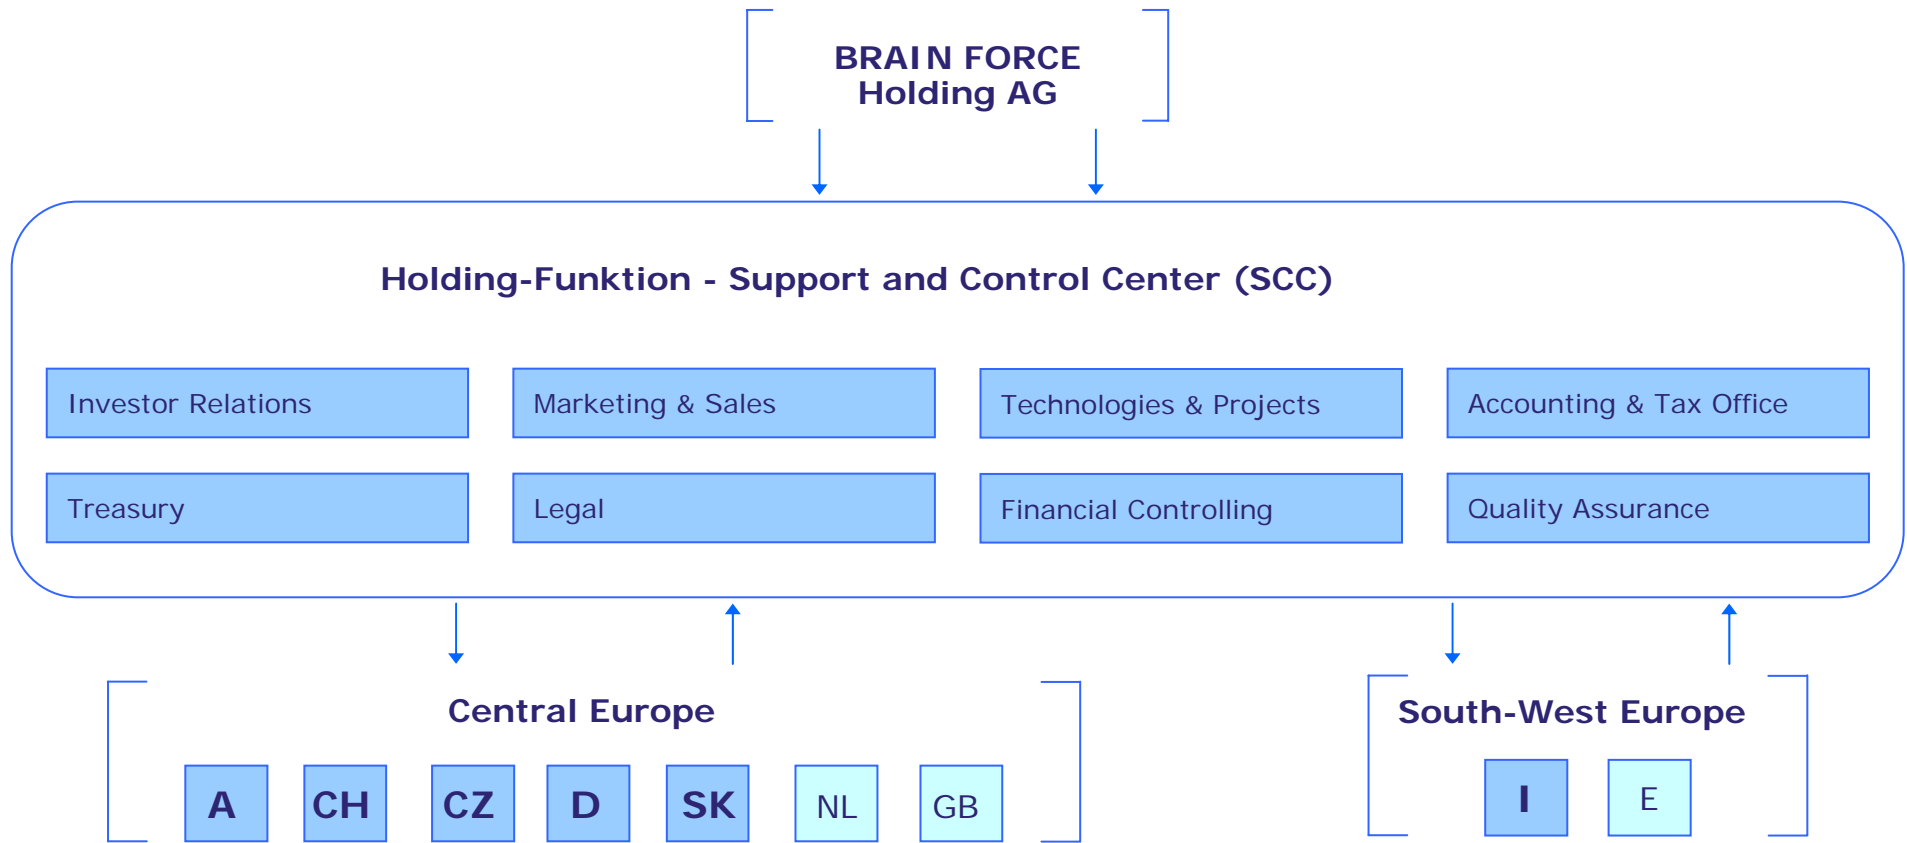 BRAIN FORCE
Holding AG
Holding-Funktion - Support and Control Center (SCC)
Investor Relations
Marketing & Sales
Technologies & Projects
Accounting & Tax Office
Treasury
Legal
Financial Controlling
Quality Assurance
Central Europe
South-West Europe
A
CH
CZ
D
SK
NL
GB
I
E